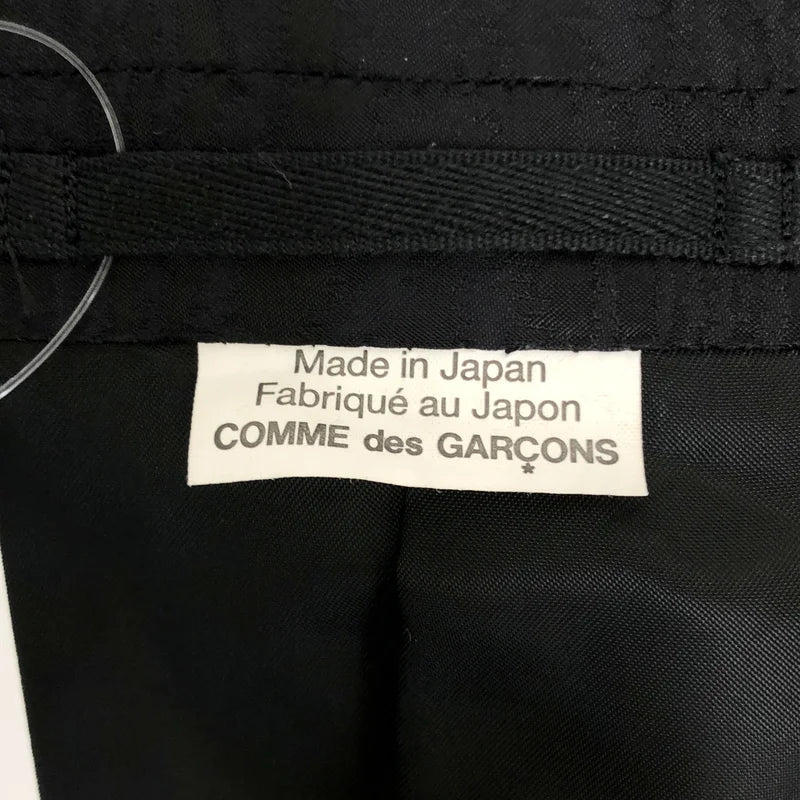 Made in Japan
Fabriqué au Japon
COMME des GARÇONS
*